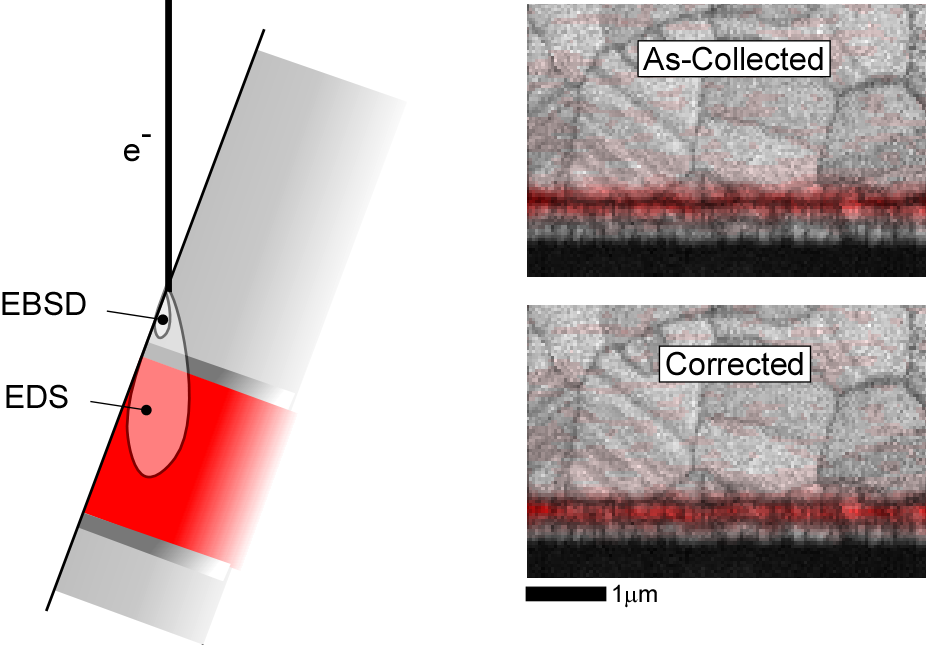 e-
EBSD
EDS
As-Collected
Corrected
1μm